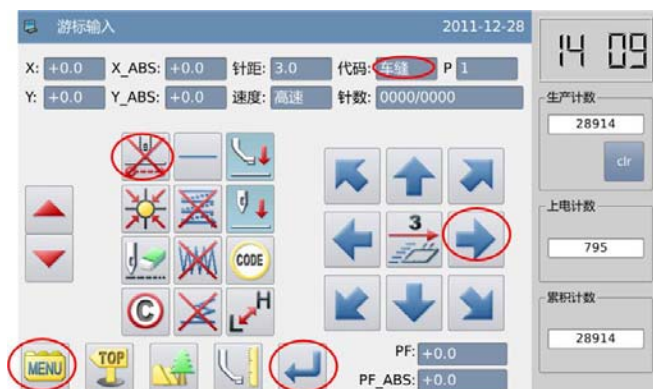 游标输入 2011-12-28
14 09
X: +0.0 X_ABS: +0.0 针距: 3.0 代码: 车缝 P 1
Y: +0.0 Y_ABS: +0.0 速度: 高速 针数: 0000/0000
生产计数
28914
clr
上电计数
795
累积计数
28914
3
CODE
C
H
L
MENU
TOP
PF: +0.0
PF_ABS: +0.0